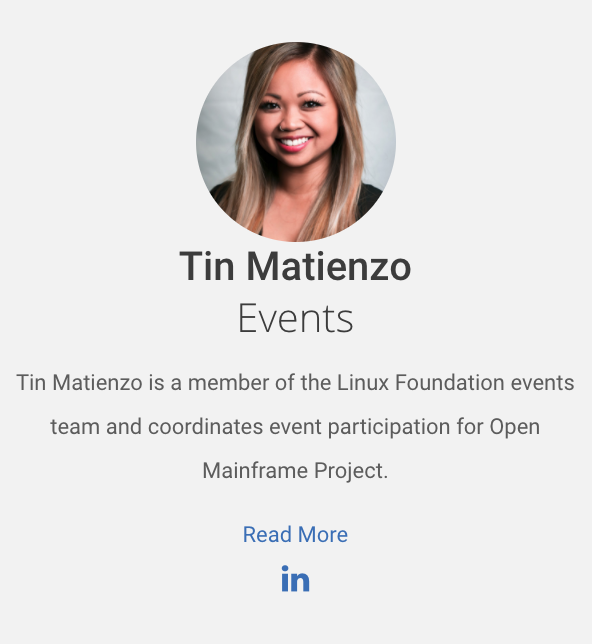 Tin Matienzo
Events
Tin Matienzo is a member of the Linux Foundation events
team and coordinates event participation for Open
Mainframe Project.
Read More
in